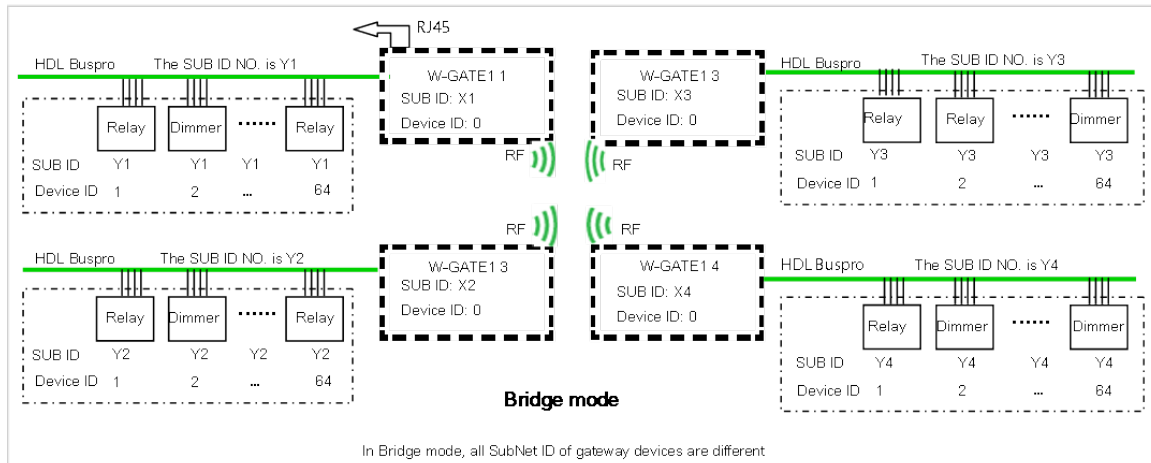 RJ45
HDL Buspro The SUB ID NO. is Y1
W-GATE1 1
SUB ID: X1
Device ID: 0
RF
Relay Dimmer ...... Relay
SUB ID Y1 Y1 Y1 Y1
Device ID 1 2 ... 64
W-GATE1 3
SUB ID: X3
Device ID: 0
RF
HDL Buspro The SUB ID NO. is Y3
Relay Relay ...... Dimmer
SUB ID Y3 Y3 Y3 Y3
Device ID 1 2 ... 64
HDL Buspro The SUB ID NO. is Y2
RF
W-GATE1 3
SUB ID: X2
Device ID: 0
Relay Dimmer ...... Relay
SUB ID Y2 Y2 Y2 Y2
Device ID 1 2 ... 64
RF
W-GATE1 4
SUB ID: X4
Device ID: 0
HDL Buspro The SUB ID NO. is Y4
Relay Dimmer ...... Dimmer
SUB ID Y4 Y4 Y4 Y4
Device ID 1 2 ... 64
Bridge mode
In Bridge mode, all SubNet ID of gateway devices are different